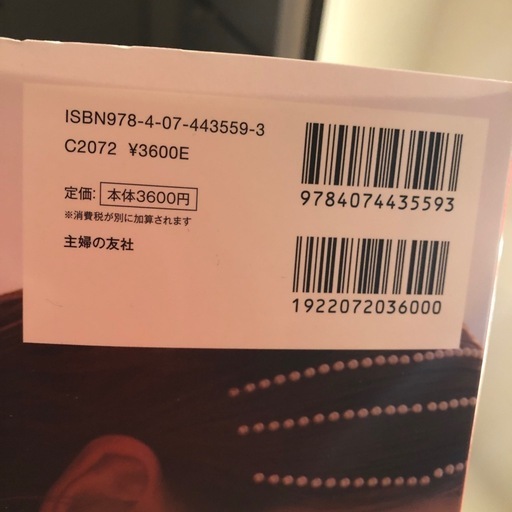 ISBN978-4-07-443559-3
C2072 ¥3600E
定価: 本体3600円
※消費税が別に加算されます
主婦の友社
9784074435593
1922072036000